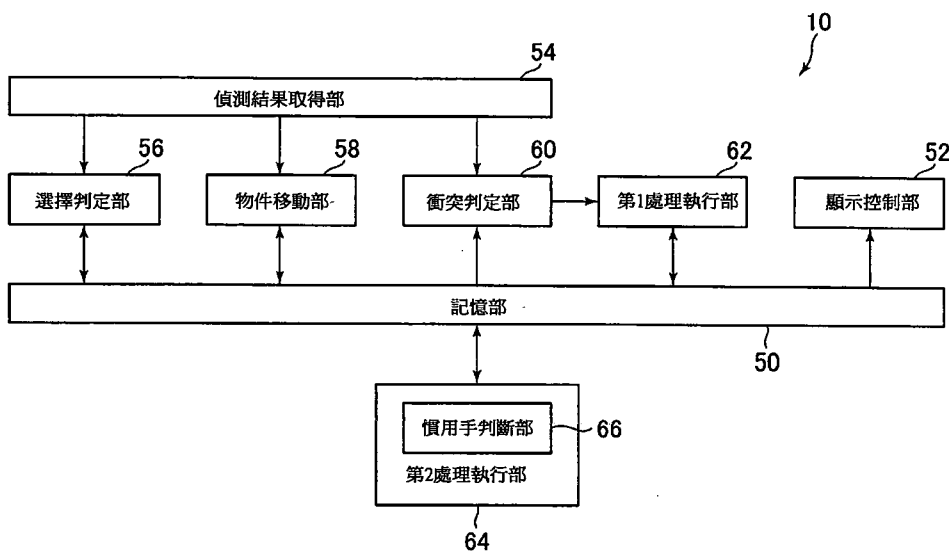 10
54
偵測結果取得部
56
58
60
62
52
選擇判定部
物件移動部
衝突判定部
第1處理執行部
顯示控制部
記憶部
50
慣用手判斷部
66
第2處理執行部
64